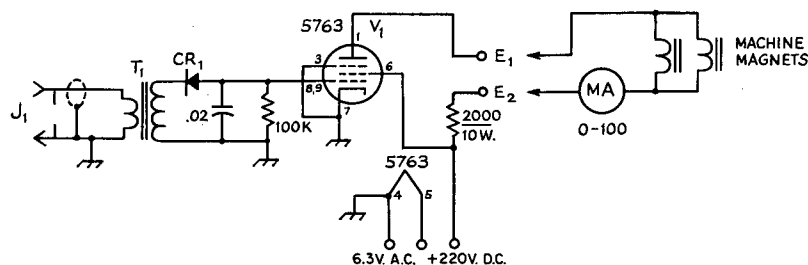 5763
V1
1
3
6
8,9
7
CR1
T1
J1
.02
100K
E1
E2
2000
10W.
MA
0-100
MACHINE
MAGNETS
5763
4
5
6.3V. A.C.
+220V. D.C.